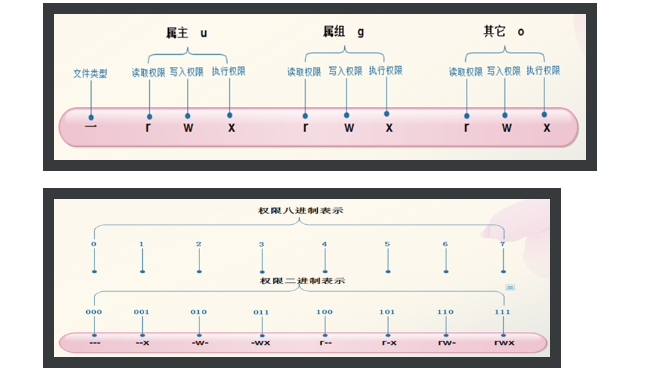 属主 u 属组 g 其它 o
文件类型 读取权限 写入权限 执行权限 读取权限 写入权限 执行权限 读取权限 写入权限 执行权限
一 r w x r w x r w x
权限八进制表示
0 1 2 3 4 5 6 7
权限二进制表示
000 001 010 011 100 101 110 111
--- --x -w- -wx r-- r-x rw- rwx